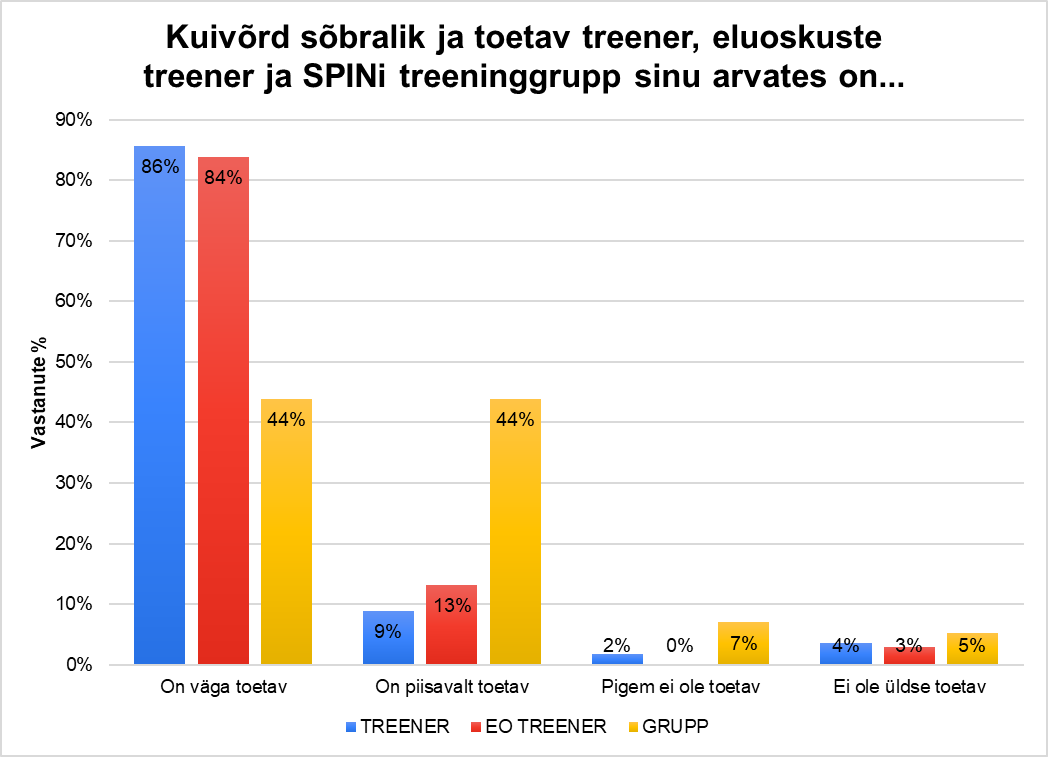 Kuivõrd sõbralik ja toetav treener, eluoskuste
treener ja SPINi treeninggrupp sinu arvates on...
Vastanute %
90%
80%
70%
60%
50%
40%
30%
20%
10%
0%
86%
84%
44%
9%
13%
44%
2%
0%
7%
4%
3%
5%
On väga toetav
On piisavalt toetav
Pigem ei ole toetav
Ei ole üldse toetav
TREENER
EO TREENER
GRUPP